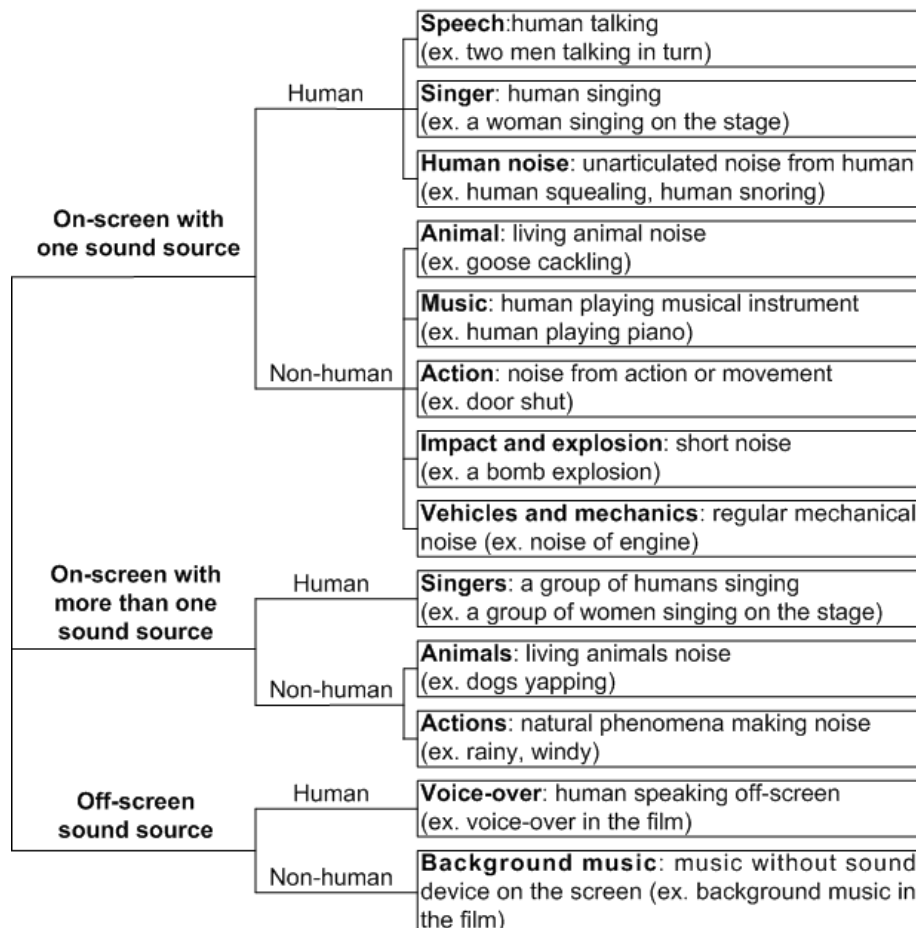 Speech:human talking
(ex. two men talking in turn)
Human
Singer: human singing
(ex. a woman singing on the stage)
Human noise: unarticulated noise from human
(ex. human squealing, human snoring)
On-screen with
one sound source
Animal: living animal noise
(ex. goose cackling)
Music: human playing musical instrument
(ex. human playing piano)
Non-human
Action: noise from action or movement
(ex. door shut)
Impact and explosion: short noise
(ex. a bomb explosion)
Vehicles and mechanics: regular mechanical
noise (ex. noise of engine)
On-screen with
more than one
sound source
Human
Singers: a group of humans singing
(ex. a group of women singing on the stage)
Non-human
Animals: living animals noise
(ex. dogs yapping)
Actions: natural phenomena making noise
(ex. rainy, windy)
Off-screen
sound source
Human
Voice-over: human speaking off-screen
(ex. voice-over in the film)
Non-human
Background music: music without sound
device on the screen (ex. background music in
the film)